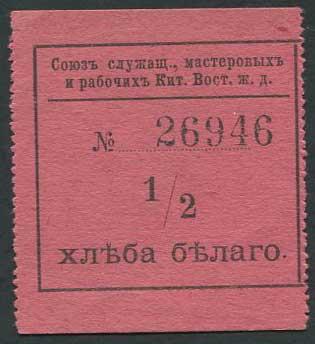 Союзъ служащ., мастеровыхъ
и рабочихъ Кит. Вост. ж. д.
№ 26946
1/2
хлѣба бѣлаго.